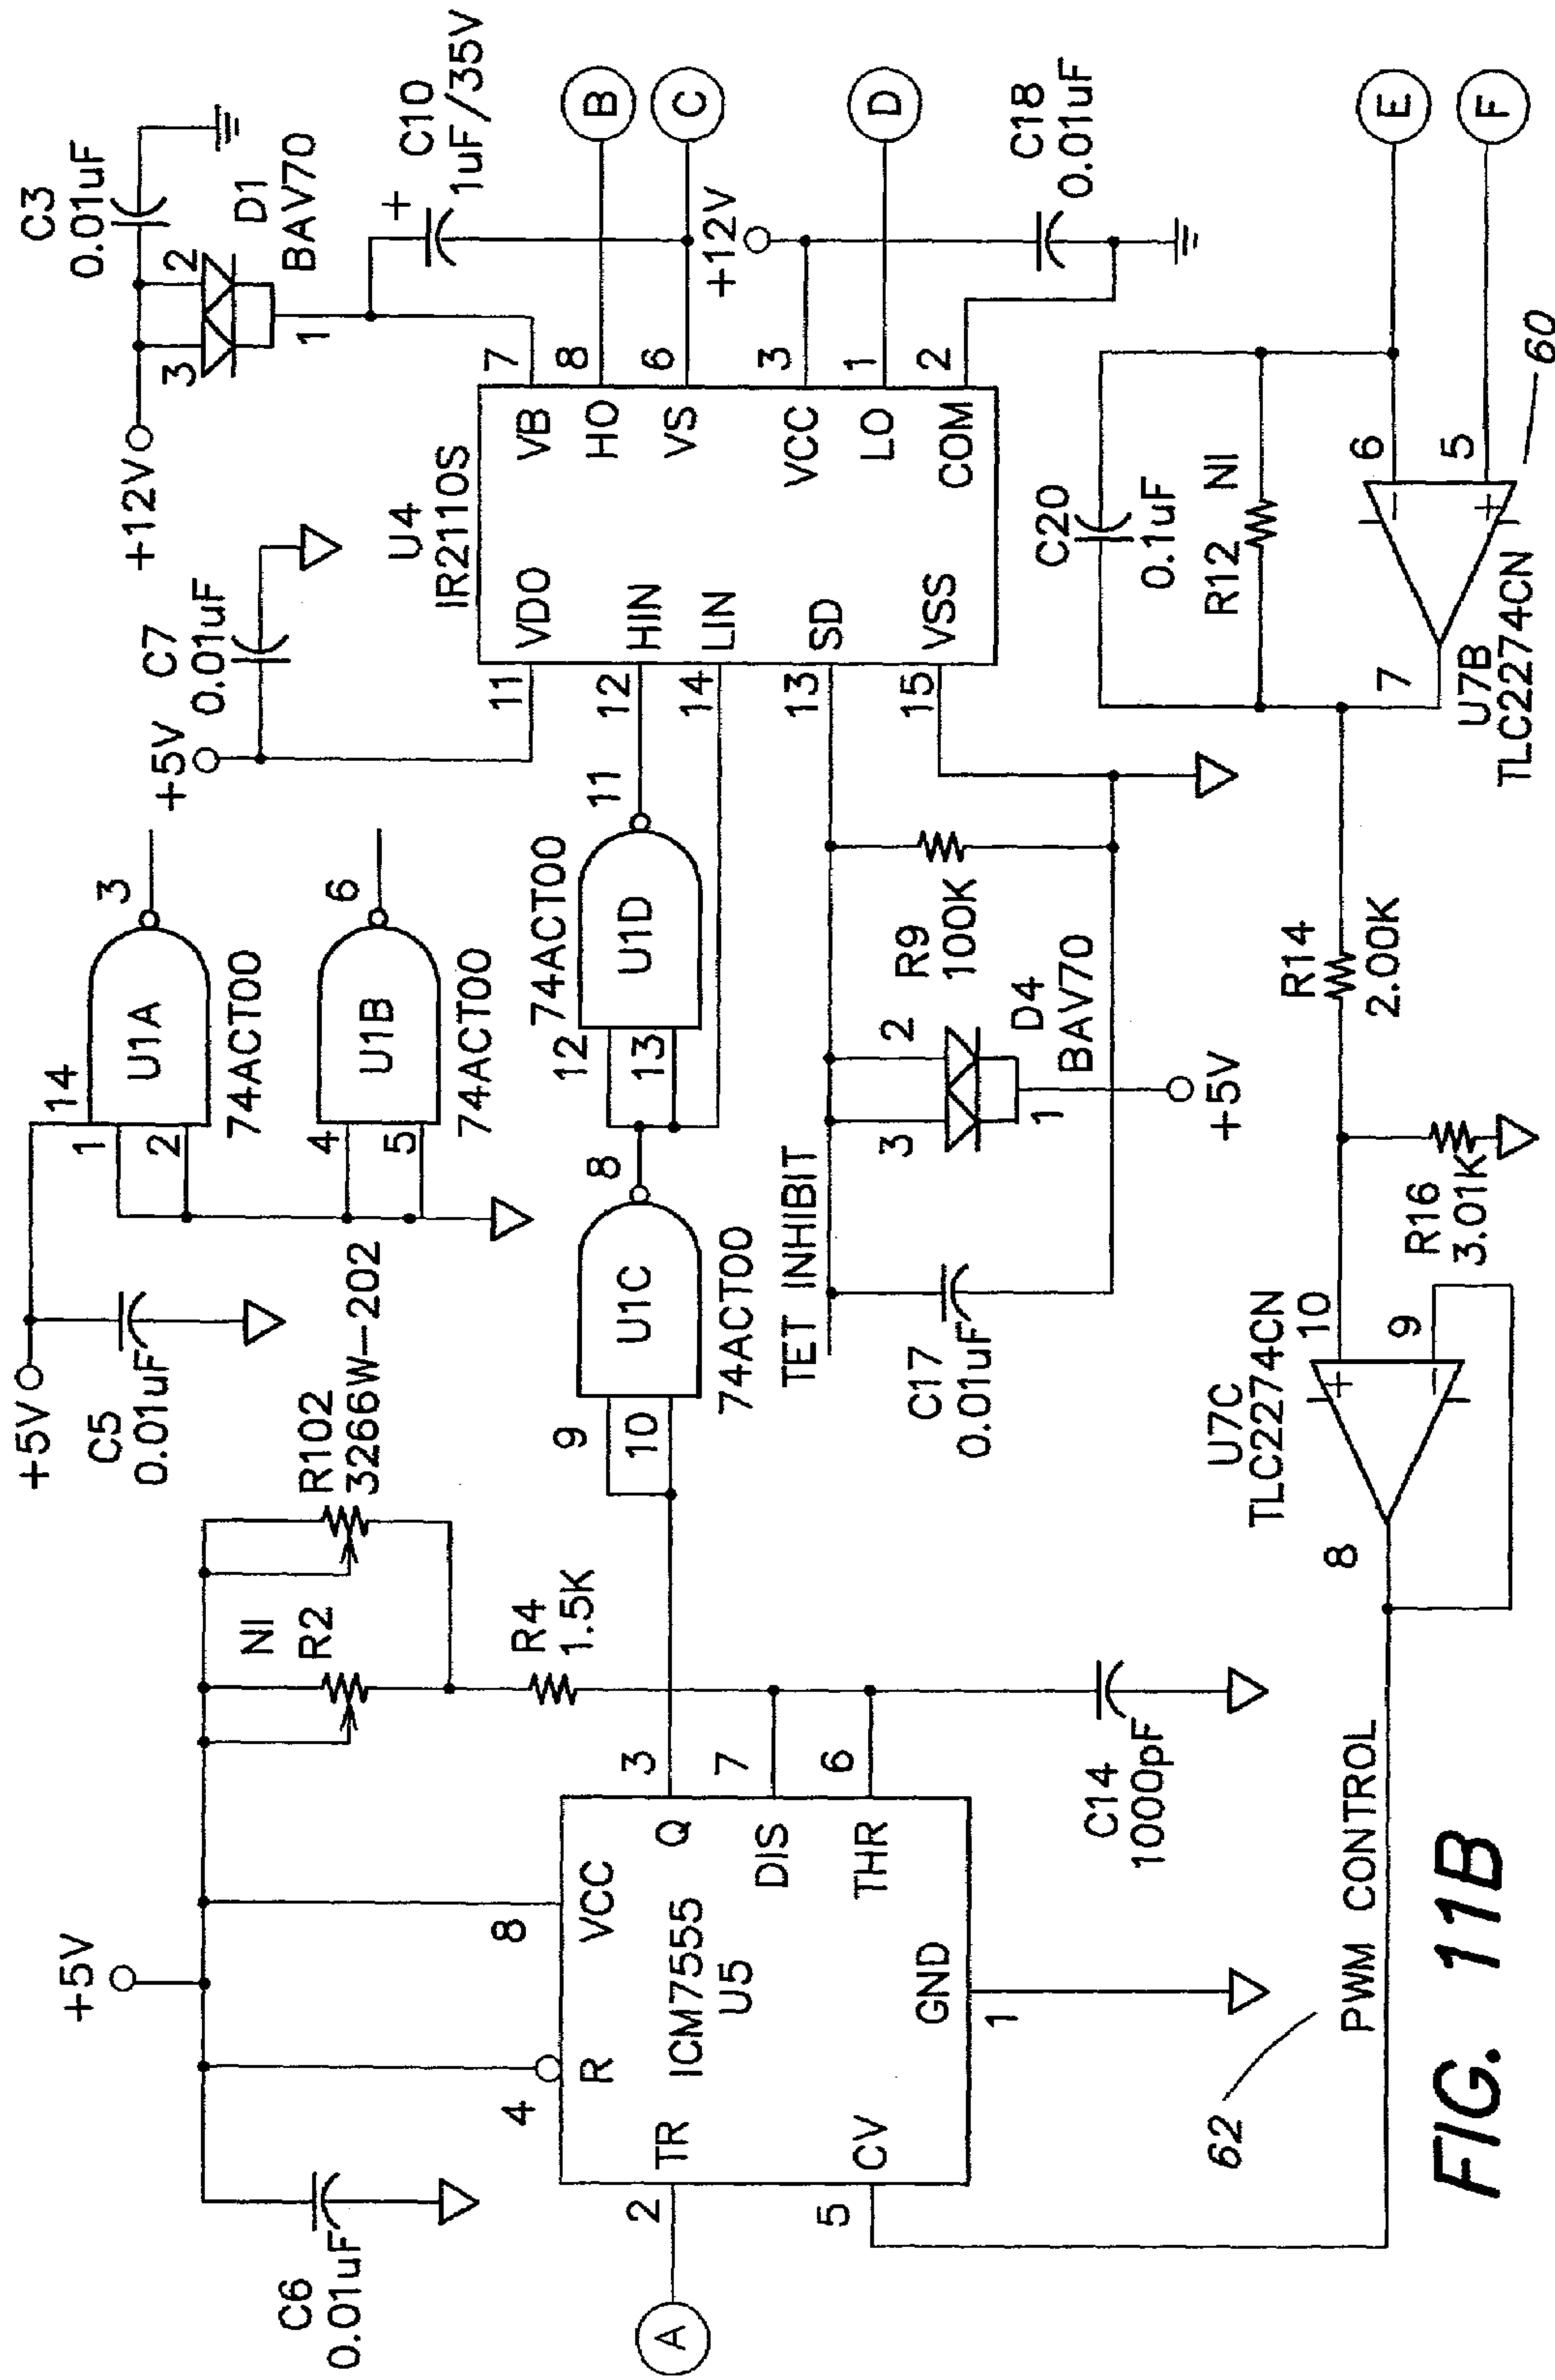 +5V
C6
0.01uF
A
2
TR
4
R
8
VCC
ICM7555
U5
3
Q
7
DIS
6
THR
5
CV
GND
1
NI
R2
R102
3266W-202
R4
1.5K
C14
1000pF
62
PWM CONTROL
+5V
C5
0.01uF
14
1
2
U1A
3
74ACT00
4
5
U1B
6
74ACT00
9
10
U1C
8
74ACT00
12
13
U1D
11
74ACT00
TET INHIBIT
C17
0.01uF
3
2
1
D4
BAV70
+5V
R9
100K
+5V
C7
0.01uF
U4
IR2110S
11
VDO
12
HIN
14
LIN
13
SD
15
VSS
VB
7
HO
8
VS
6
VCC
3
LO
1
COM
2
+12V
C3
0.01uF
3
2
1
D1
BAV70
+
C10
1uF/35V
B
C
+12V
D
C18
0.01uF
C20
0.1uF
R12
NI
6
5
−
+
7
U7B
TLC2274CN
60
E
F
R14
2.00K
R16
3.01K
U7C
TLC2274CN
10
9
+
−
8
FIG. 11B